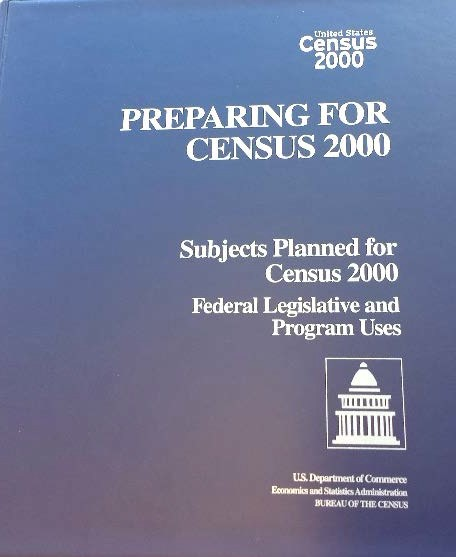 United States
Census
2000
PREPARING FOR
CENSUS 2000
Subjects Planned for
Census 2000
Federal Legislative and
Program Uses
U.S. Department of Commerce
Economics and Statistics Administration
BUREAU OF THE CENSUS